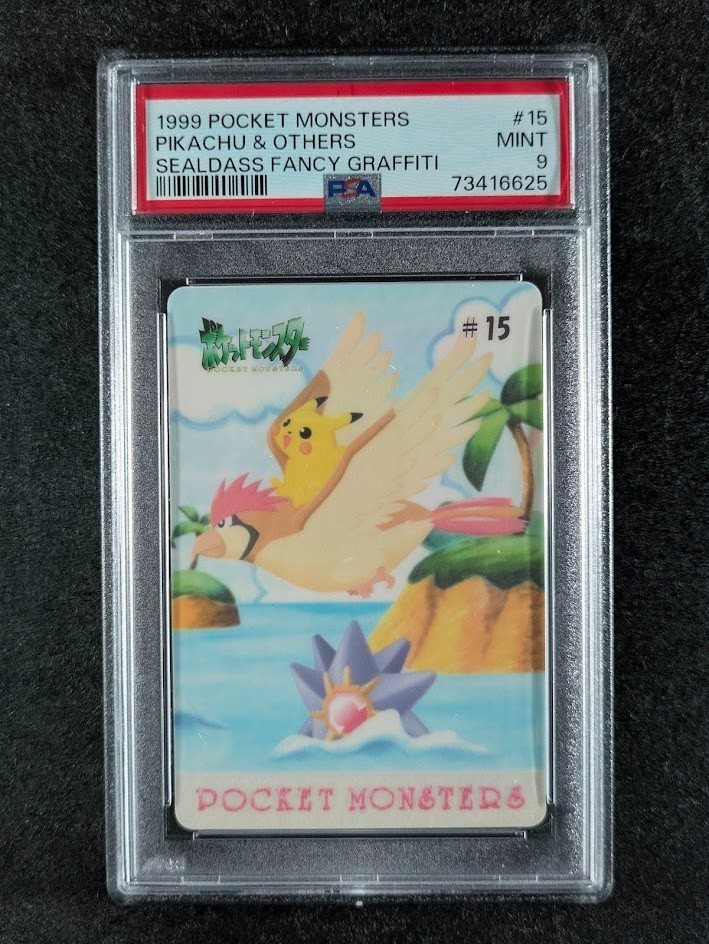 1999 POCKET MONSTERS #15
PIKACHU & OTHERS MINT
SEALDASS FANCY GRAFFITI 9
PSA 73416625
ポケットモンスター
POCKET MONSTERS
#15
POCKET MONSTERS